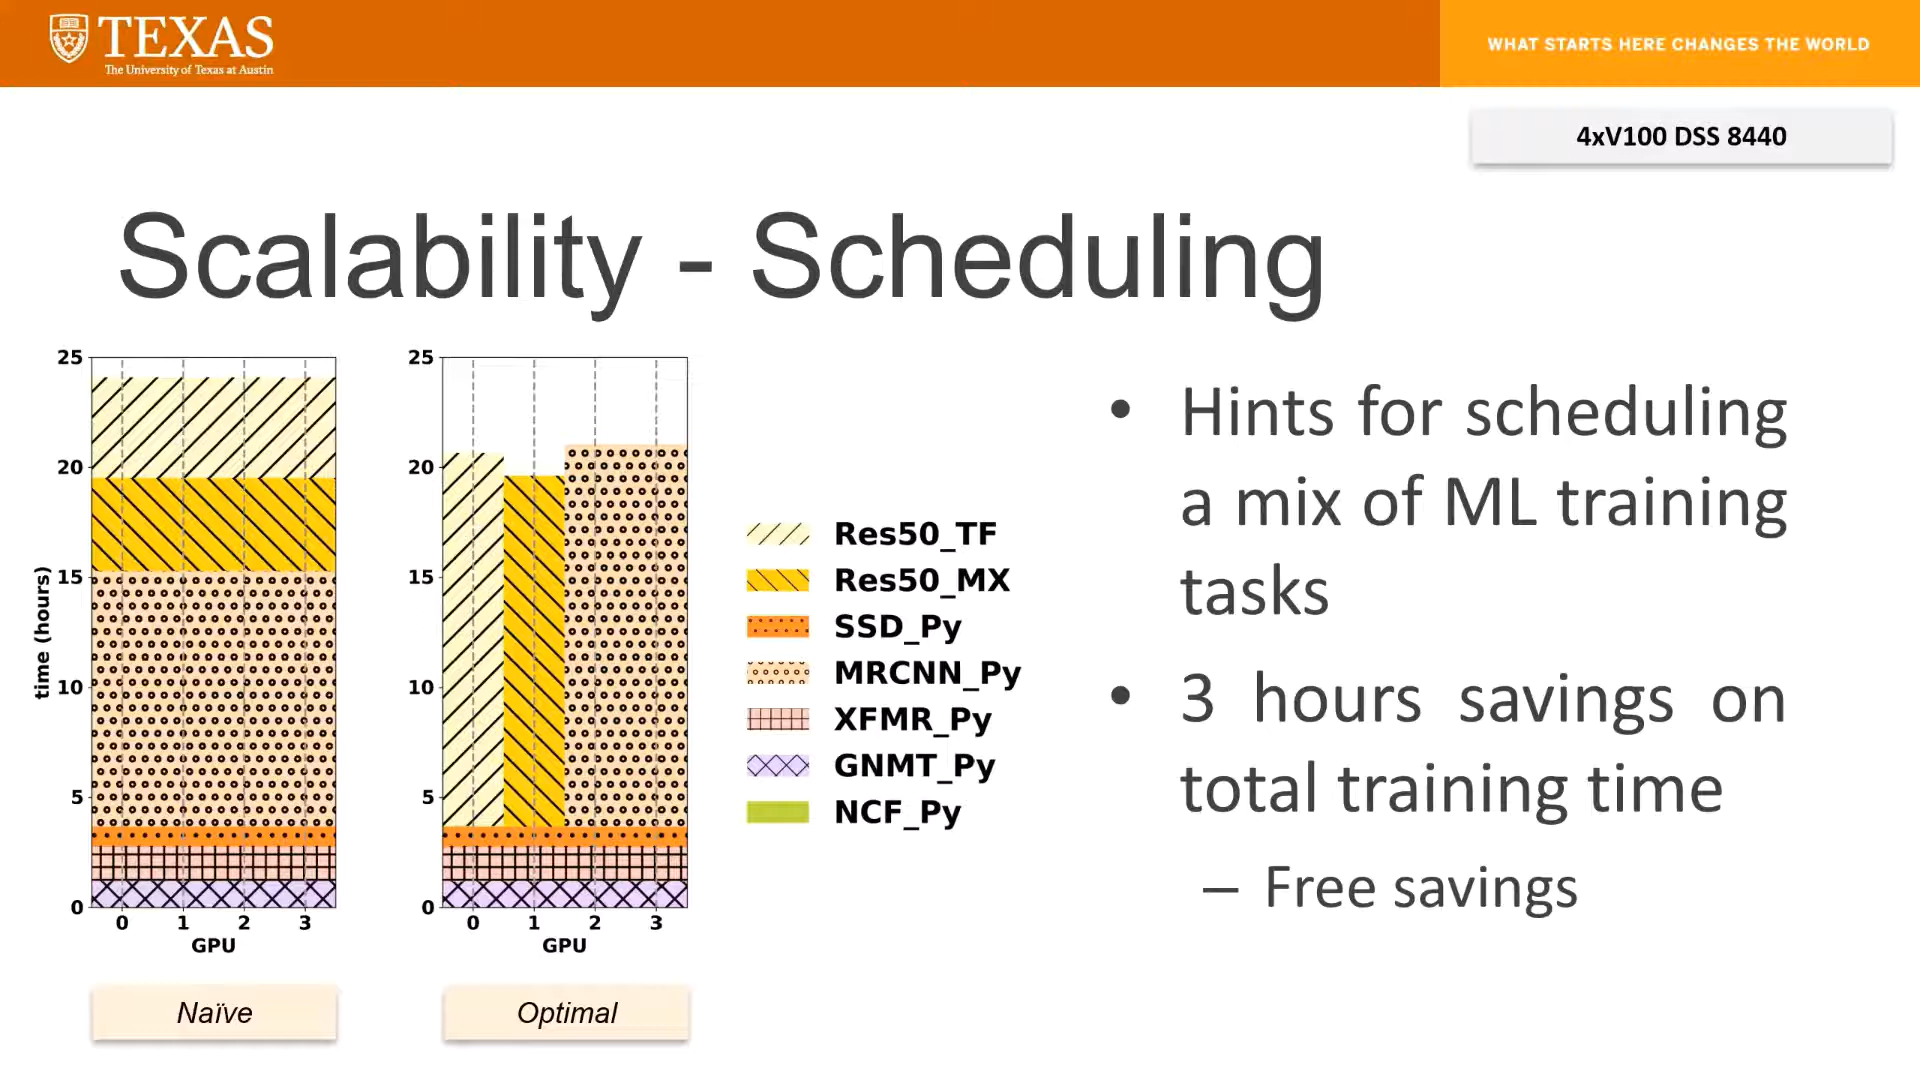 TEXAS
The University of Texas at Austin
WHAT STARTS HERE CHANGES THE WORLD
4xV100 DSS 8440
Scalability - Scheduling
25
20
15
10
5
0
time (hours)
0 1 2 3
GPU
Naïve
25
20
15
10
5
0
0 1 2 3
GPU
Optimal
Res50_TF
Res50_MX
SSD_Py
MRCNN_Py
XFMR_Py
GNMT_Py
NCF_Py
• Hints for scheduling
a mix of ML training
tasks
• 3 hours savings on
total training time
– Free savings